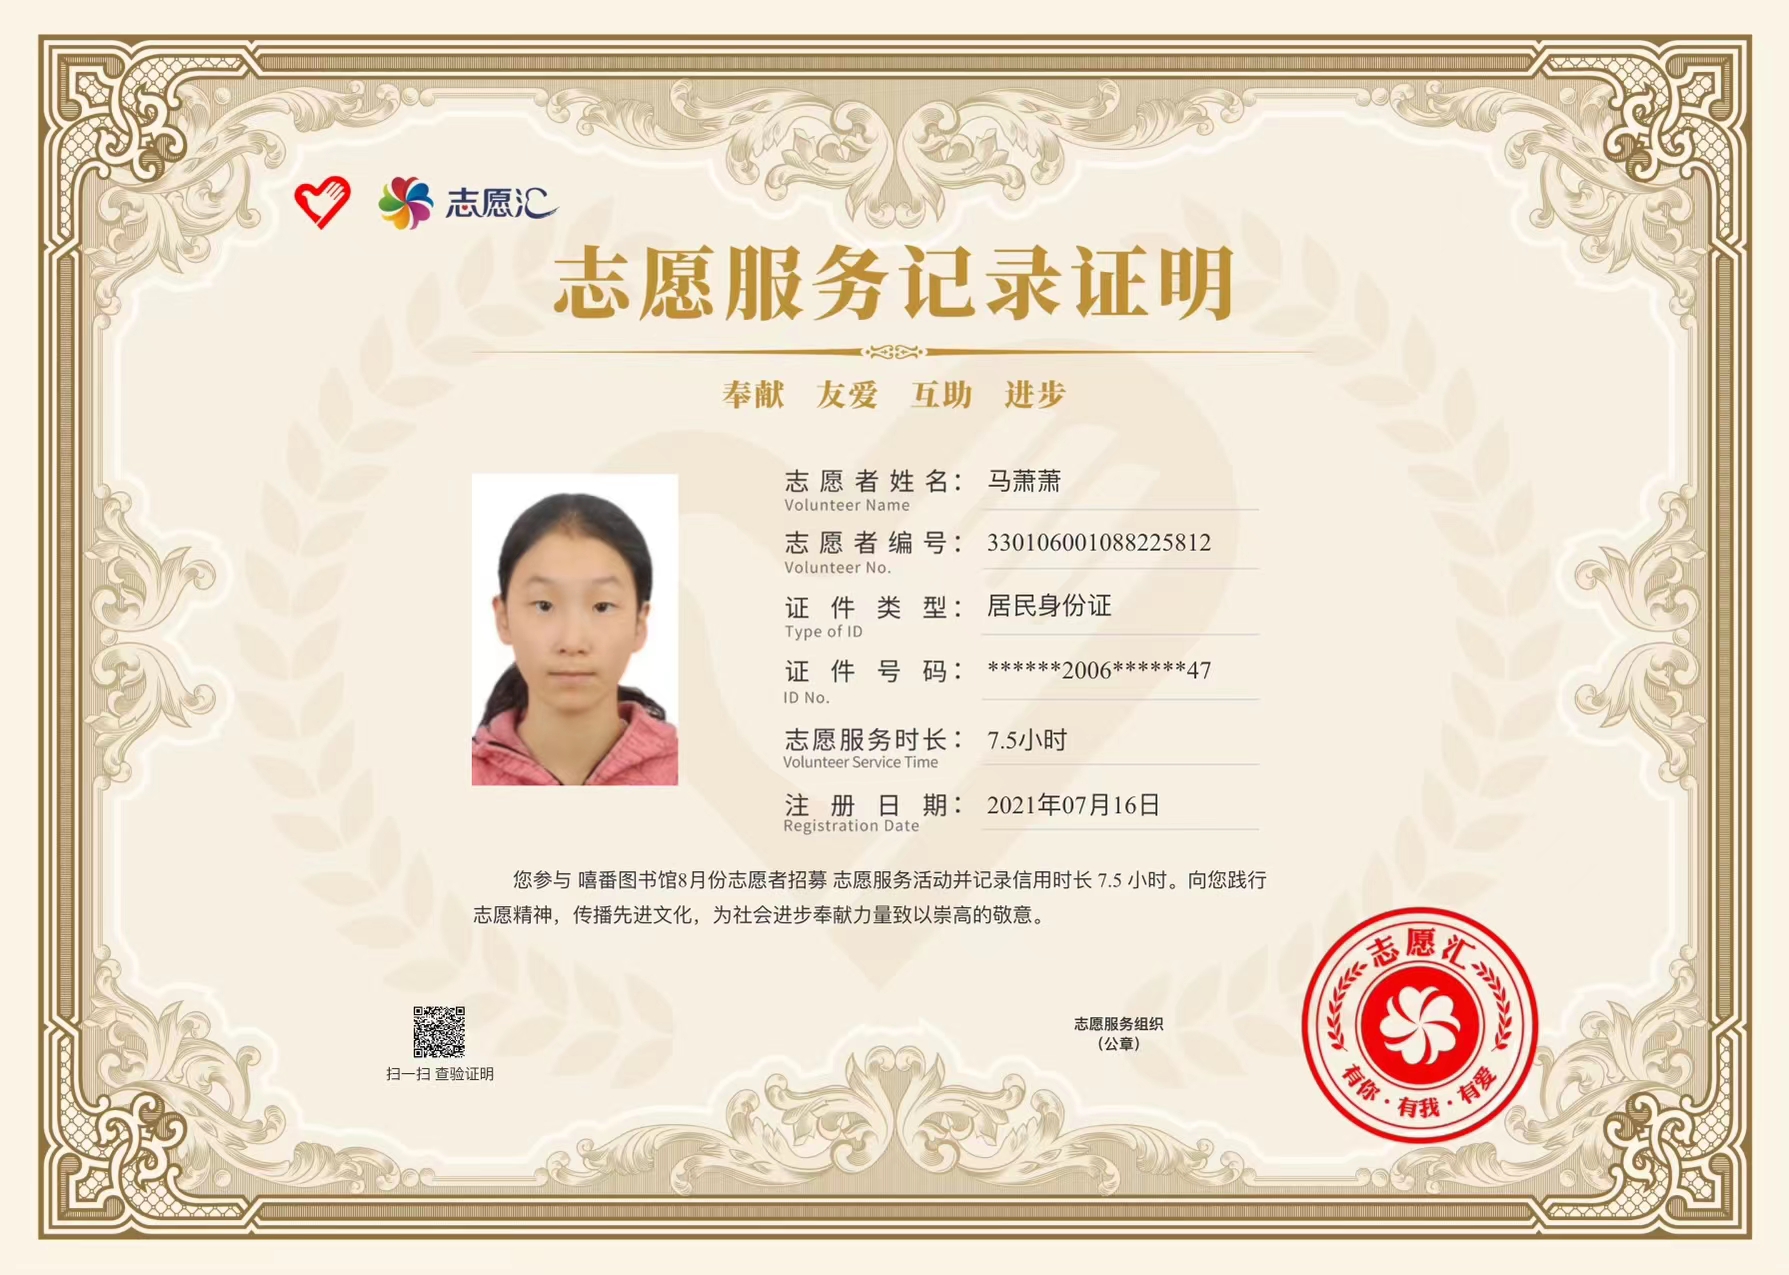 志愿汇
志愿服务记录证明
奉献 友爱 互助 进步
志愿者姓名：马萧萧
Volunteer Name
志愿者编号：330106001088225812
Volunteer No.
证件类型：居民身份证
Type of ID
证件号码：******2006******47
ID No.
志愿服务时长：7.5小时
Volunteer Service Time
注册日期：2021年07月16日
Registration Date
您参与 嘻番图书馆8月份志愿者招募 志愿服务活动并记录信用时长 7.5 小时。向您践行
志愿精神，传播先进文化，为社会进步奉献力量致以崇高的敬意。
扫一扫 查验证明
志愿服务组织
（公章）
志愿汇
有你·有我·有爱